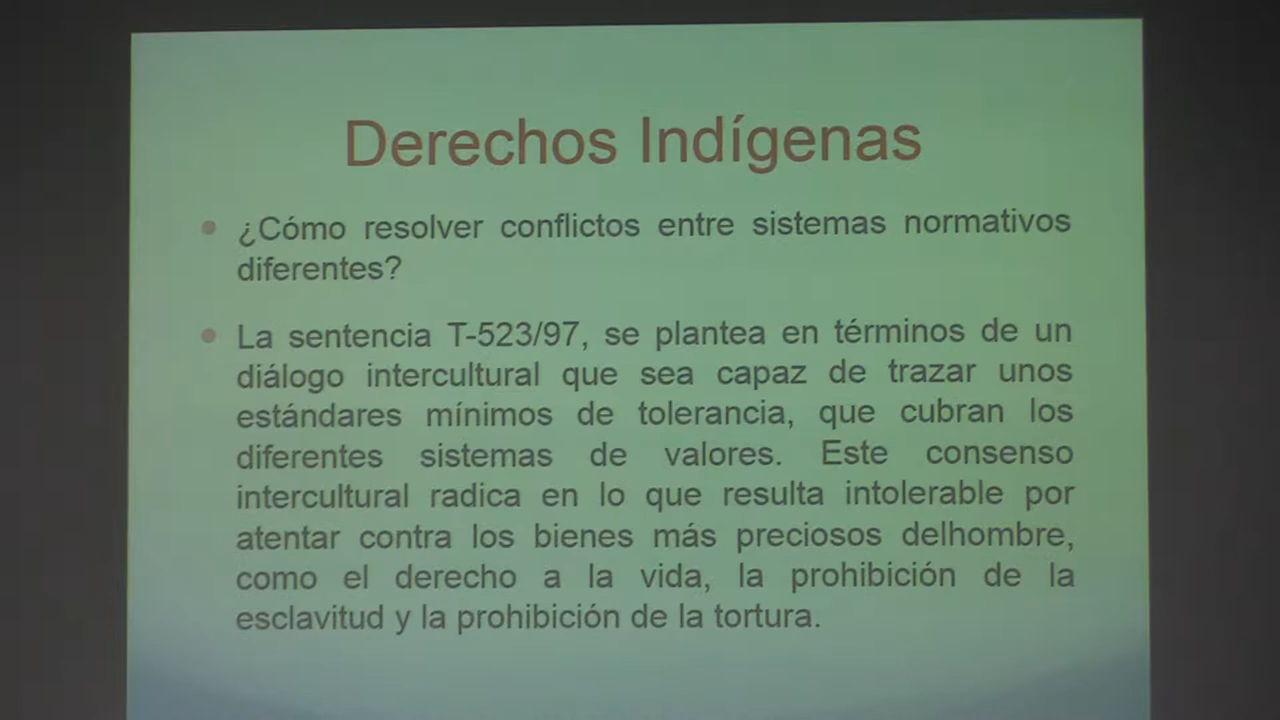 Derechos Indígenas
¿Cómo resolver conflictos entre sistemas normativos
diferentes?
La sentencia T-523/97, se plantea en términos de un
diálogo intercultural que sea capaz de trazar unos
estándares mínimos de tolerancia, que cubran los
diferentes sistemas de valores. Este consenso
intercultural radica en lo que resulta intolerable por
atentar contra los bienes más preciosos delhombre,
como el derecho a la vida, la prohibición de la
esclavitud y la prohibición de la tortura.